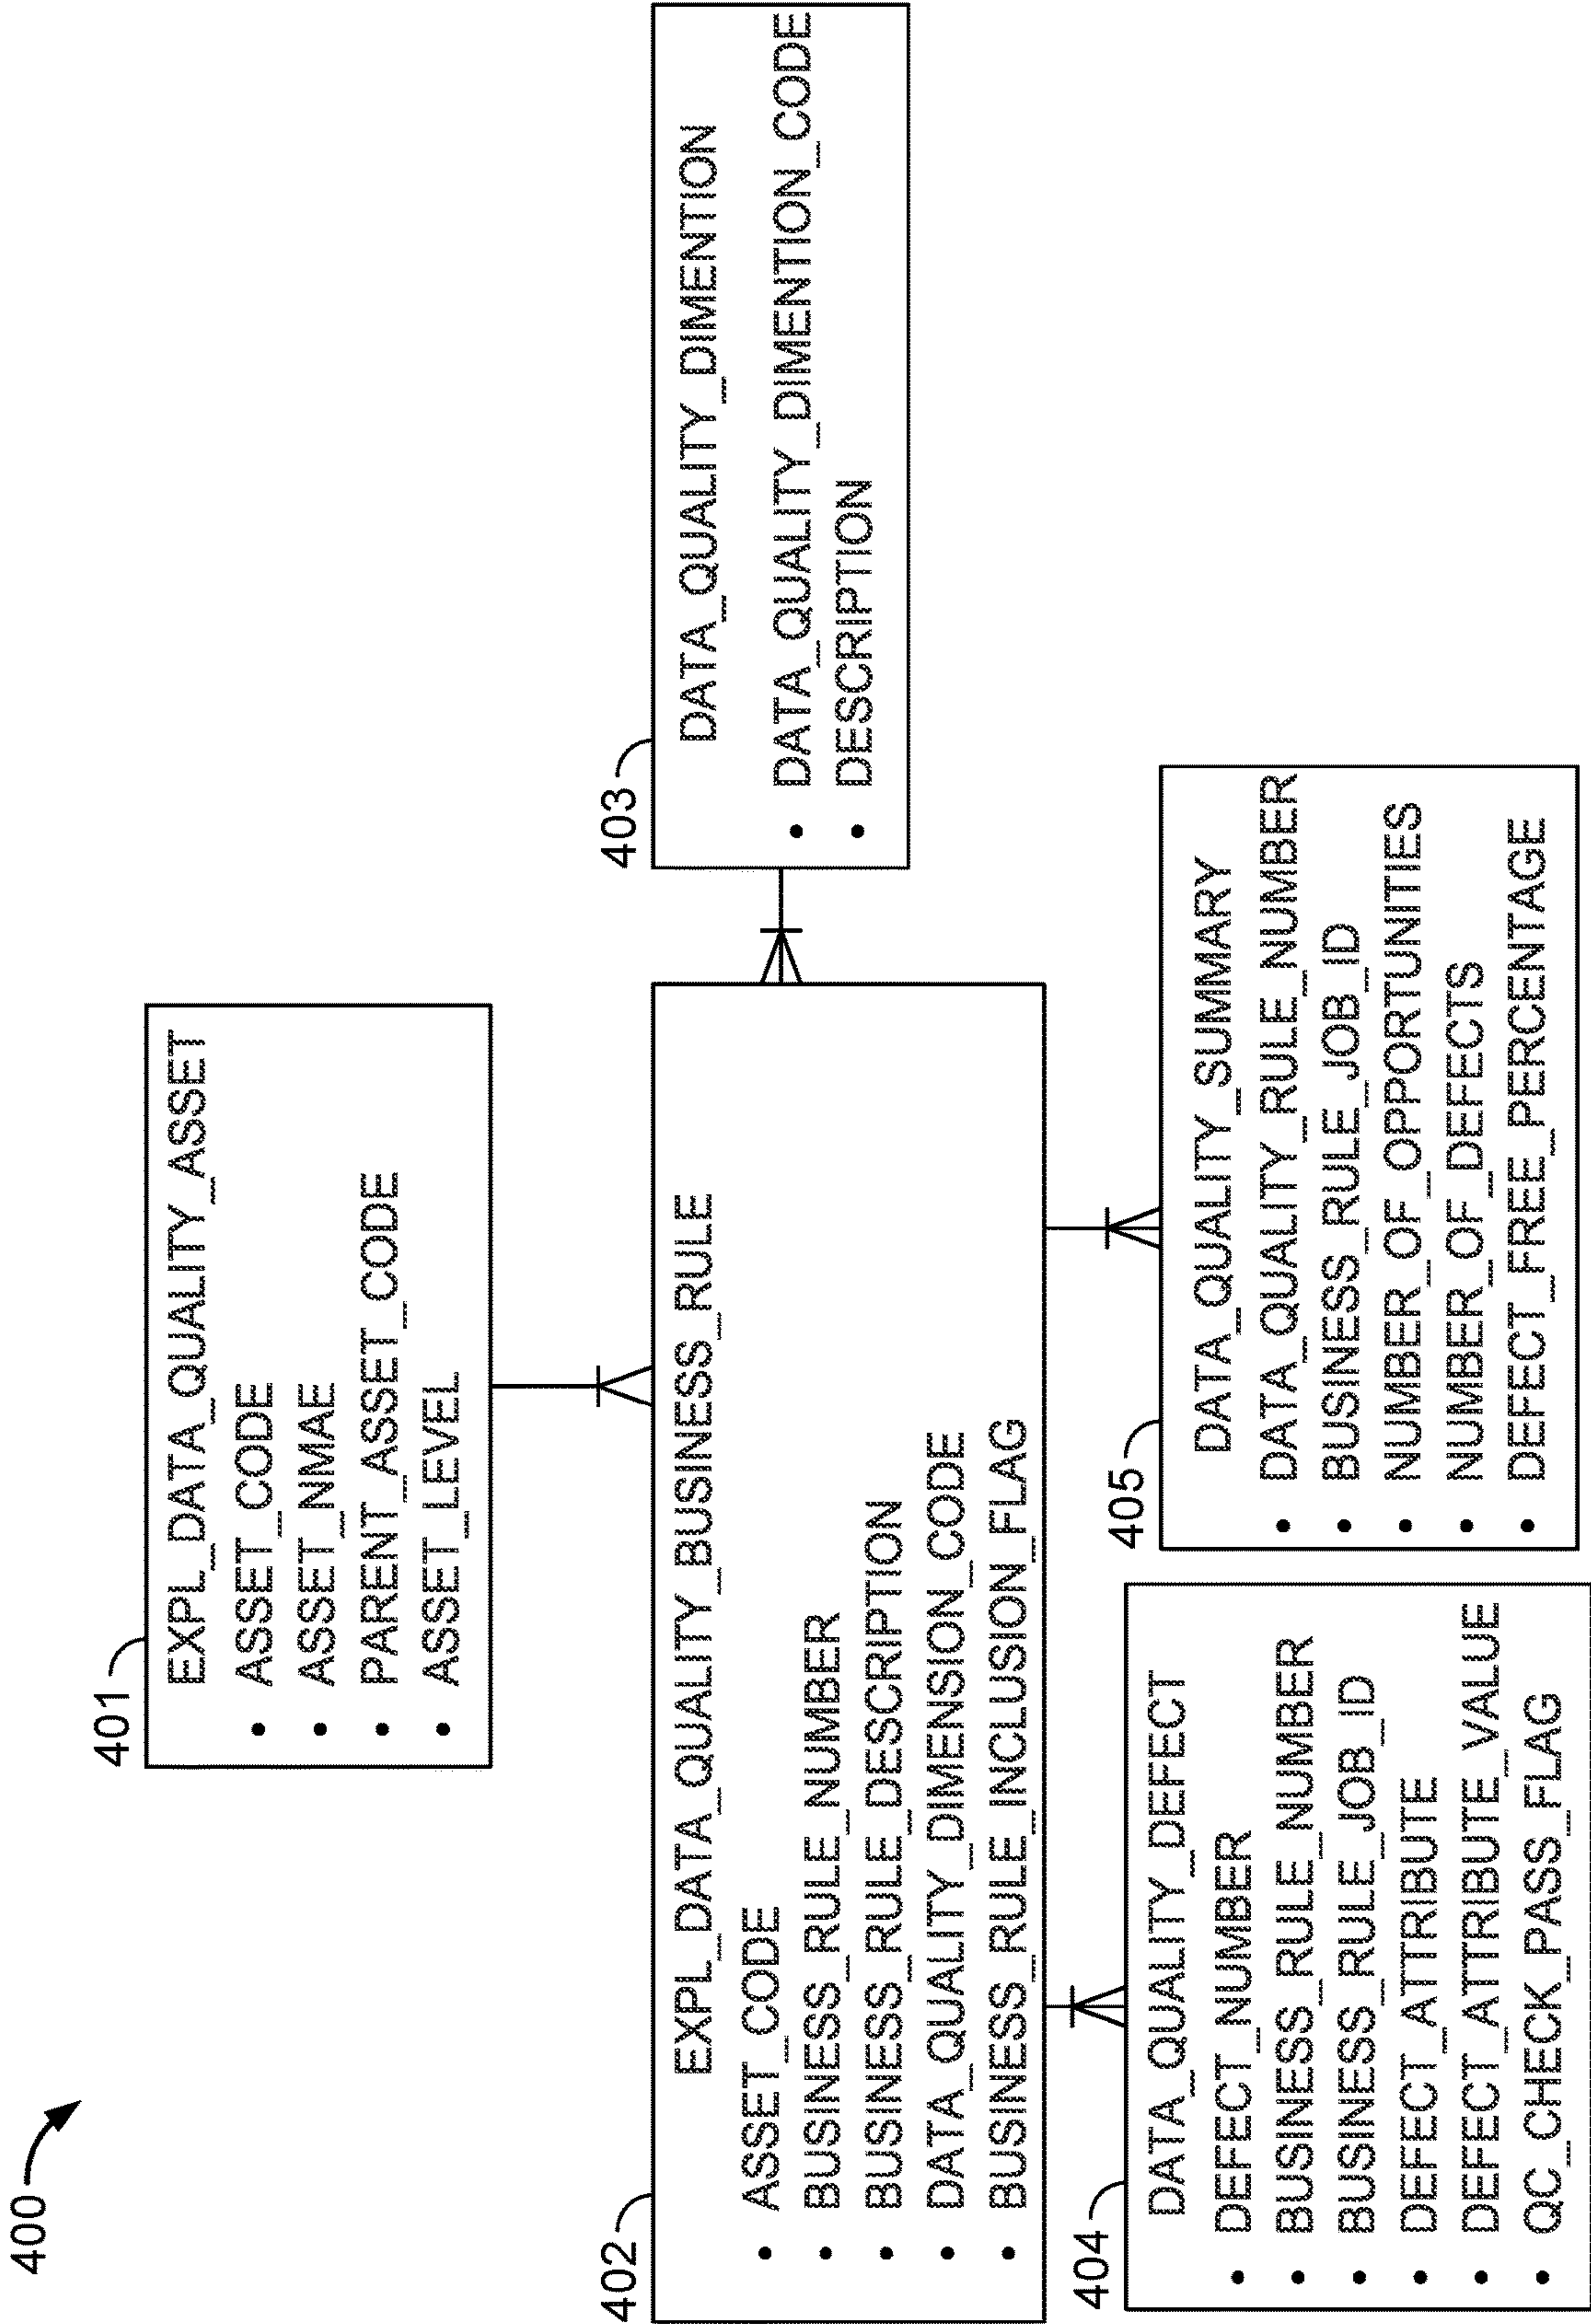 400
401
EXPL_DATA_QUALITY_ASSET
• ASSET_CODE
• ASSET_NMAE
• PARENT_ASSET_CODE
• ASSET_LEVEL
402
EXPL_DATA_QUALITY_BUSINESS_RULE
• ASSET_CODE
• BUSINESS_RULE_NUMBER
• BUSINESS_RULE_DESCRIPTION
• DATA_QUALITY_DIMENSION_CODE
• BUSINESS_RULE_INCLUSION_FLAG
403
DATA_QUALITY_DIMENTION
• DATA_QUALITY_DIMENTION_CODE
• DESCRIPTION
404
DATA_QUALITY_DEFECT
• DEFECT_NUMBER
• BUSINESS_RULE_NUMBER
• BUSINESS_RULE_JOB_ID
• DEFECT_ATTRIBUTE
• DEFECT_ATTRIBUTE_VALUE
• QC_CHECK_PASS_FLAG
405
DATA_QUALITY_SUMMARY
• DATA_QUALITY_RULE_NUMBER
• BUSINESS_RULE_JOB_ID
• NUMBER_OF_OPPORTUNITIES
• NUMBER_OF_DEFECTS
• DEFECT_FREE_PERCENTAGE